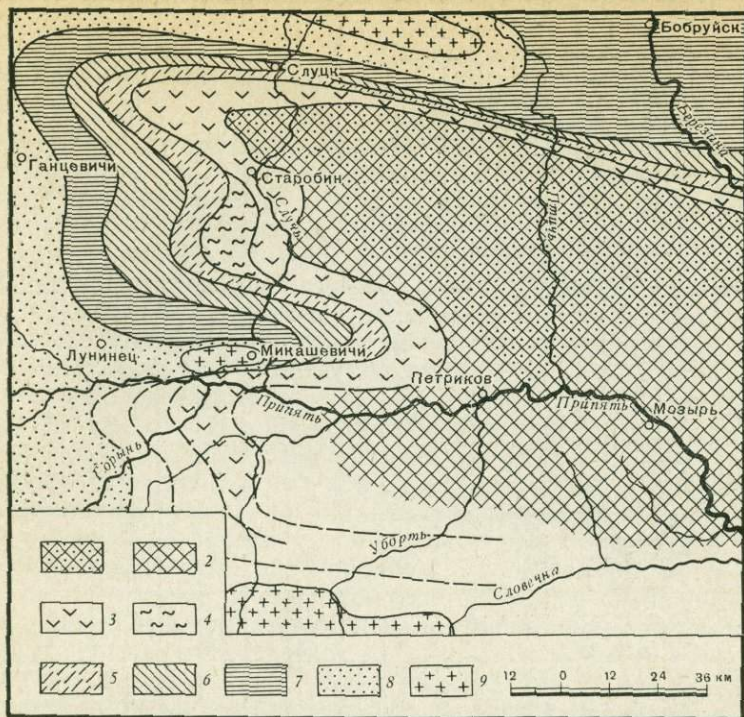 Бобруйск
Слуцк
Березина
Ганцевичи
Старобин
Случь
Птичь
Лунинец
Микашевичи
Петриков
Припять
Припять
Мозырь
Горынь
Уборть
Словечна
2
3 4
5 6 7 8 9
12 0 12 24 36 км